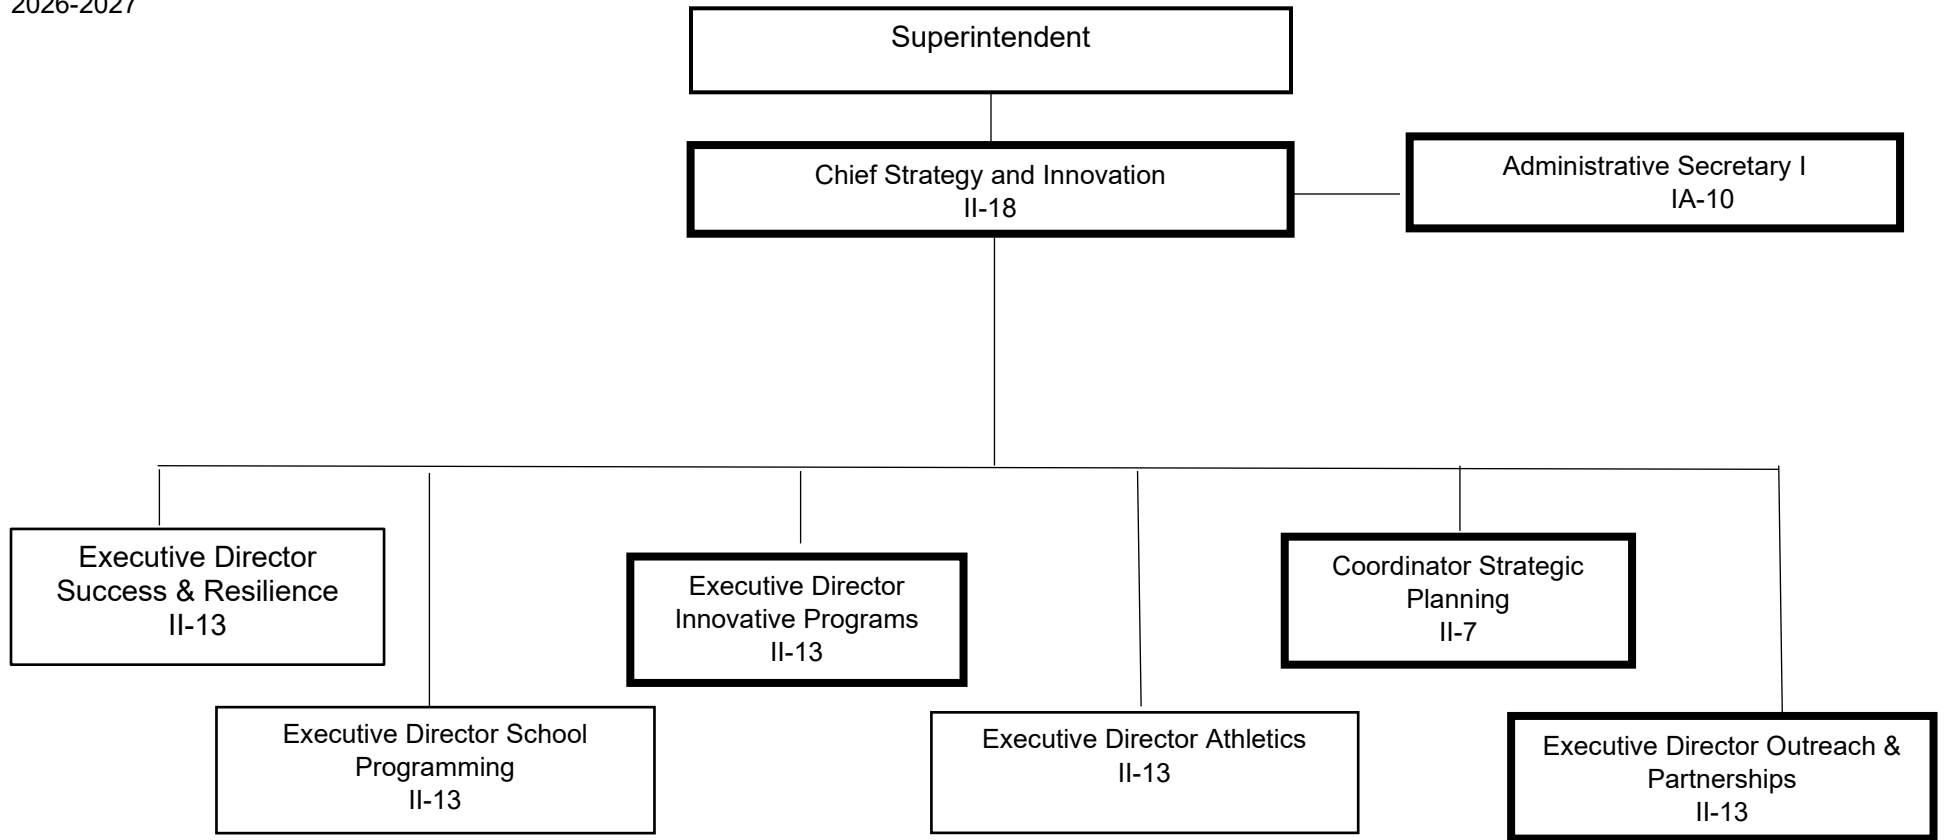 2026-2027
Superintendent
Chief Strategy and Innovation
II-18
Administrative Secretary I
IA-10
Executive Director
Success & Resilience
II-13
Executive Director School
Programming
II-13
Executive Director
Innovative Programs
II-13
Executive Director Athletics
II-13
Coordinator Strategic
Planning
II-7
Executive Director Outreach &
Partnerships
II-13